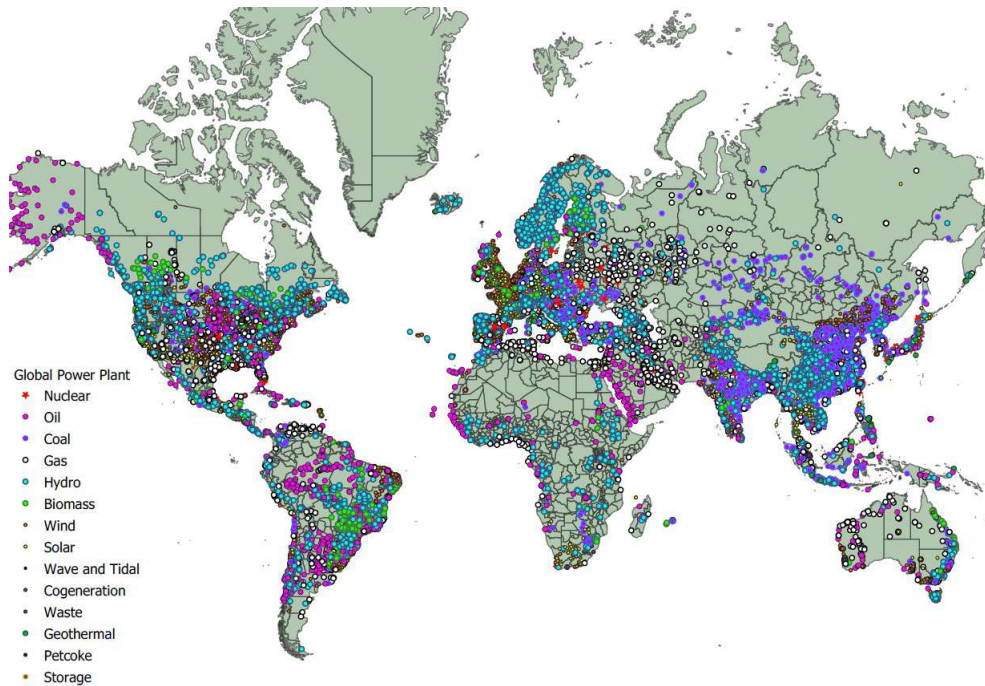 Global Power Plant
Nuclear
Oil
Coal
Gas
Hydro
Biomass
Wind
Solar
Wave and Tidal
Cogeneration
Waste
Geothermal
Petcoke
Storage